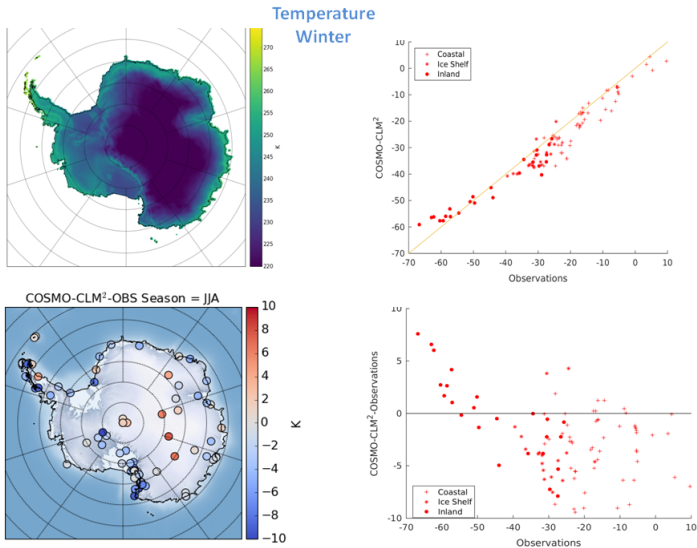 Temperature
Winter
270
265
260
255
250
245
240
235
230
225
220
K
10
0
-10
-20
-30
-40
-50
-60
-70
COSMO-CLM²
+ Coastal
* Ice Shelf
● Inland
-70 -60 -50 -40 -30 -20 -10 0 10
Observations
COSMO-CLM²-OBS Season = JJA
10
8
6
4
2
0
−2
−4
−6
−8
−10
K
10
5
0
-5
-10
COSMO-CLM²-Observations
+ Coastal
* Ice Shelf
● Inland
-70 -60 -50 -40 -30 -20 -10 0 10
Observations